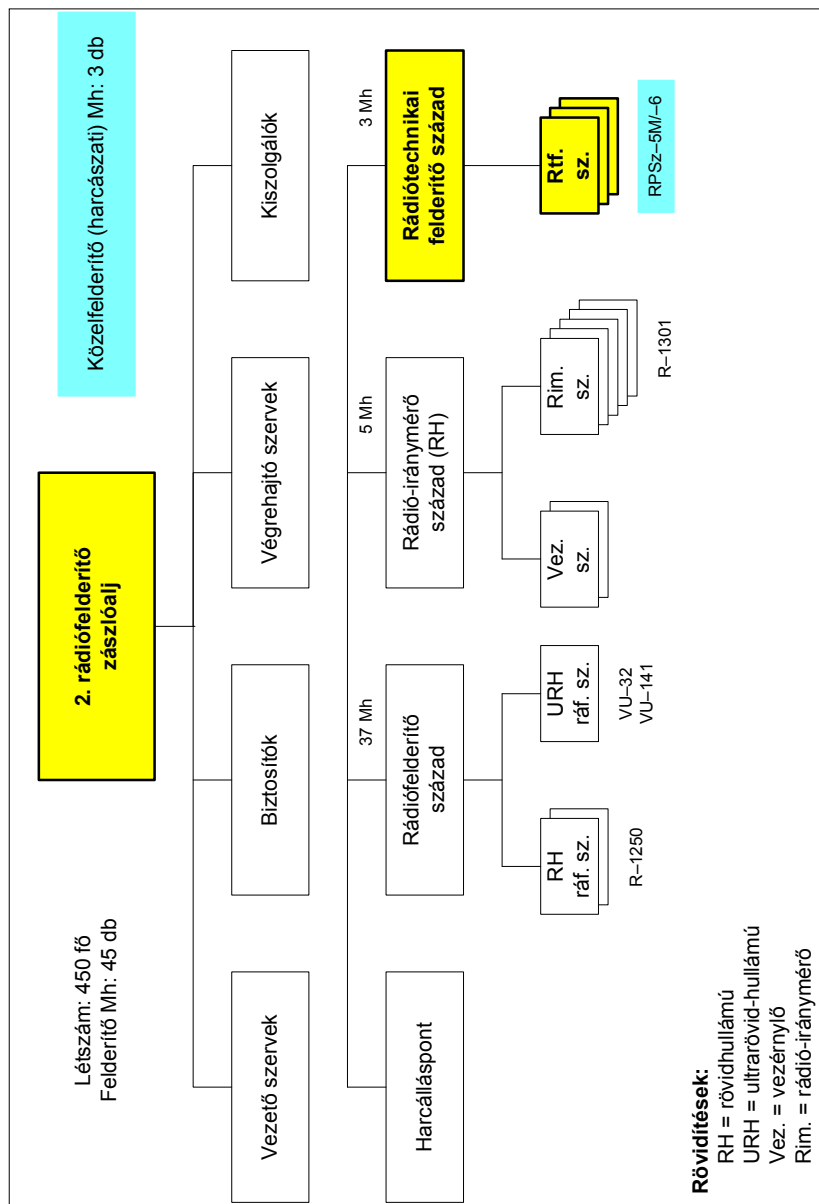 2. rádiófelderítő
zászlóalj
Létszám: 450 fő
Felderítő Mh: 45 db
Közelfelderítő (harcászati) Mh: 3 db
Vezető szervek
Biztosítók
Végrehajtó szervek
Kiszolgálók
37 Mh
5 Mh
3 Mh
Harcálláspont
Rádiófelderítő
század
Rádió-iránymérő
század (RH)
Rádiótechnikai
felderítő század
RH
ráf. sz.
URH
ráf. sz.
Vez.
sz.
Rim.
sz.
Rtf.
sz.
R–1250
VU–32
VU–141
R–1301
RPSz–5M/–6
Rövidítések:
RH = rövidhullámú
URH = ultrarövid-hullámú
Vez. = vezérnylő
Rim. = rádió-iránymérő